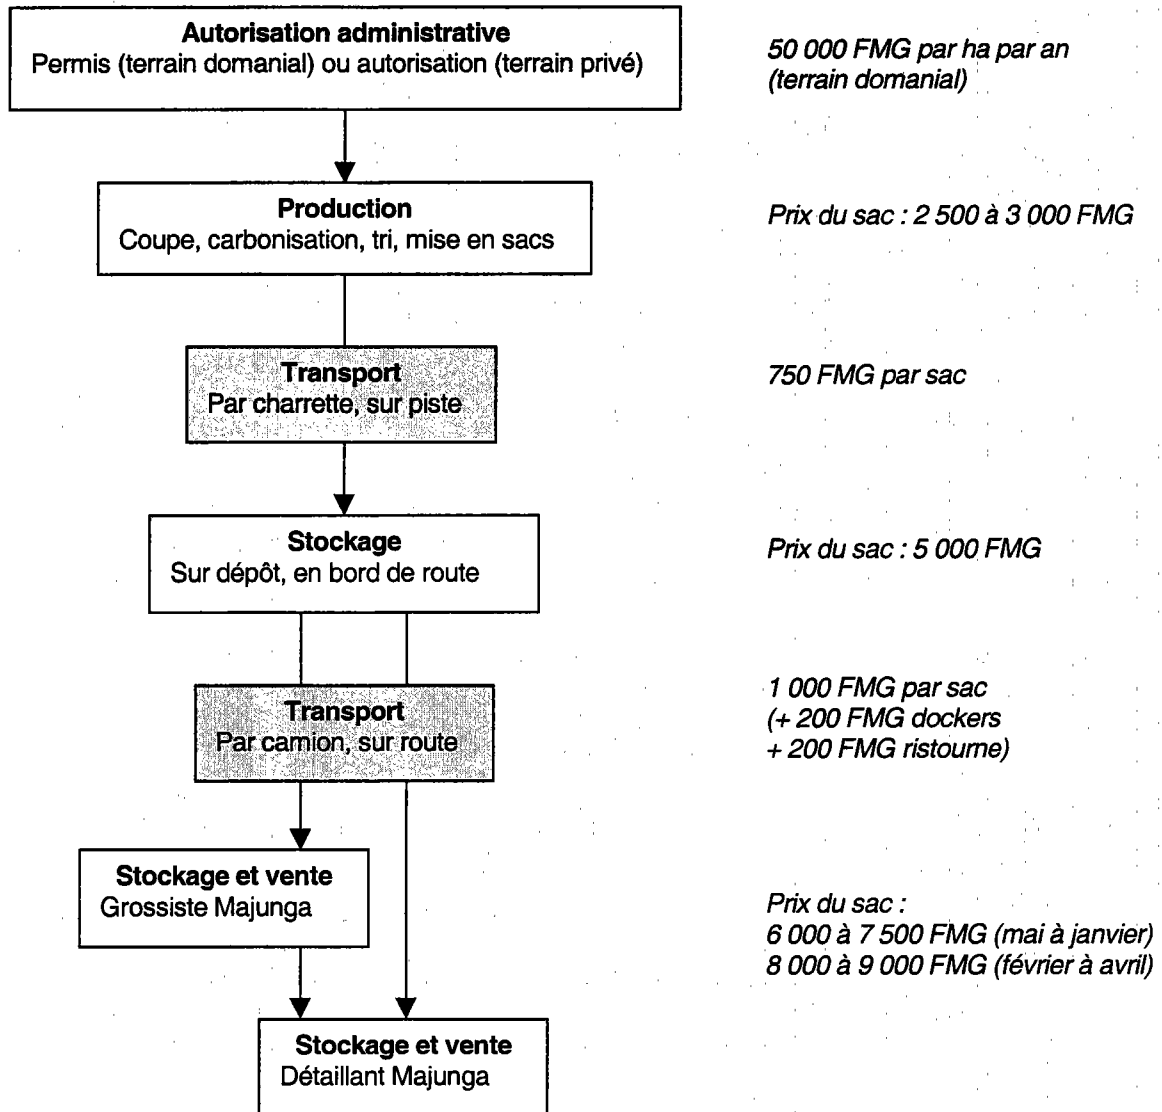 Autorisation administrative
Permis (terrain domanial) ou autorisation (terrain privé)
50 000 FMG par ha par an
(terrain domanial)
Production
Coupe, carbonisation, tri, mise en sacs
Prix du sac : 2 500 à 3 000 FMG
Transport
Par charrette, sur piste
750 FMG par sac
Stockage
Sur dépôt, en bord de route
Prix du sac : 5 000 FMG
Transport
Par camion, sur route
1 000 FMG par sac
(+ 200 FMG dockers
+ 200 FMG ristourne)
Stockage et vente
Grossiste Majunga
Prix du sac :
6 000 à 7 500 FMG (mai à janvier)
8 000 à 9 000 FMG (février à avril)
Stockage et vente
Détaillant Majunga